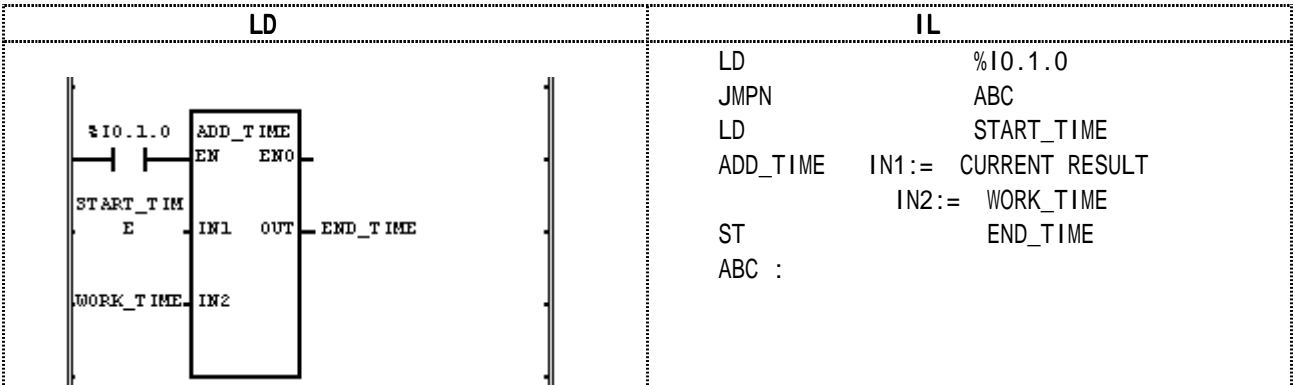 LD
IL
%I0.1.0
ADD_TIME
EN ENO
START_TIM
E
IN1 OUT END_TIME
WORK_TIME IN2
LD %I0.1.0
JMPN ABC
LD START_TIME
ADD_TIME IN1:= CURRENT RESULT
IN2:= WORK_TIME
ST END_TIME
ABC :